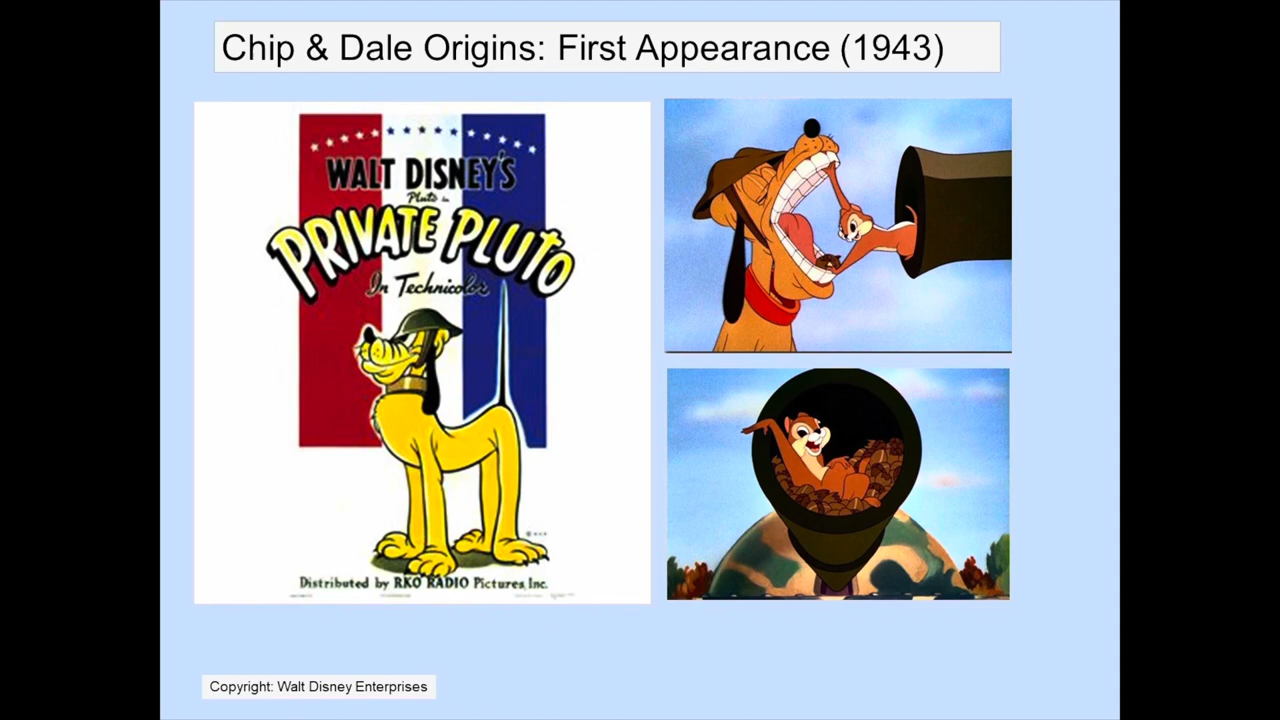 Chip & Dale Origins: First Appearance (1943)
WALT DISNEY'S
Pluto in
PRIVATE PLUTO
In Technicolor
Distributed by RKO RADIO Pictures, Inc.
Copyright: Walt Disney Enterprises